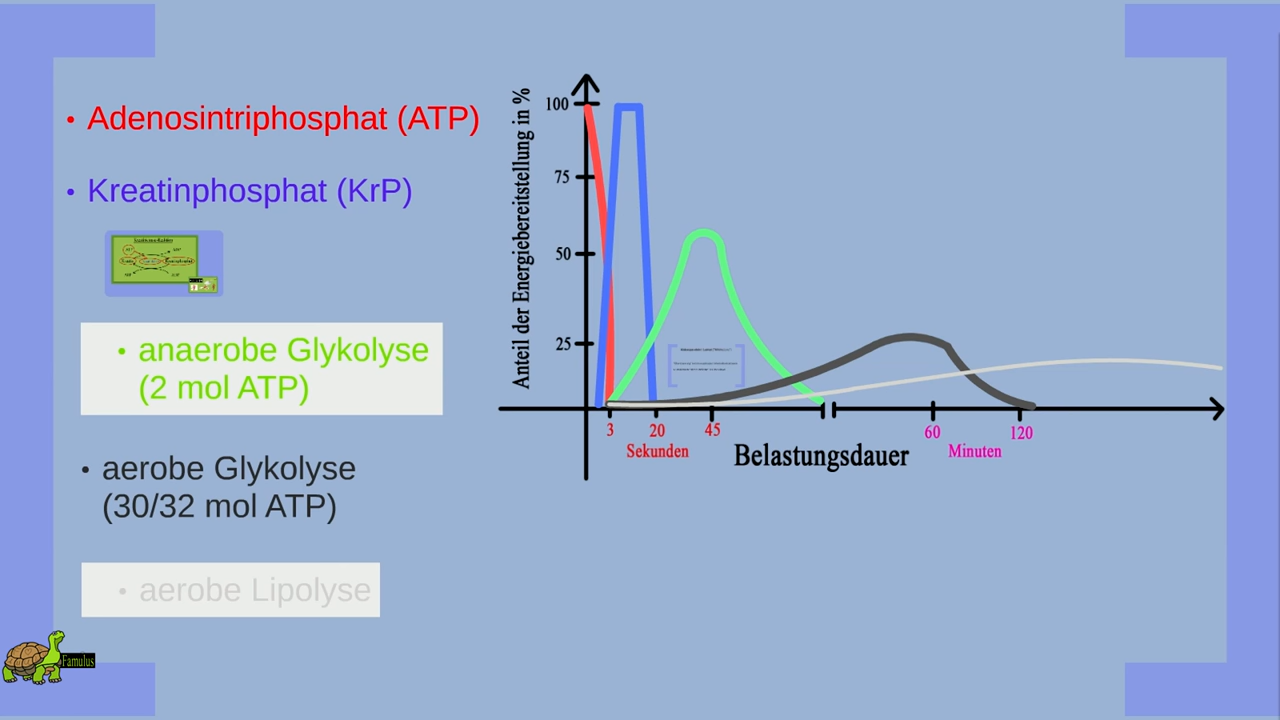 • Adenosintriphosphat (ATP)
• Kreatinphosphat (KrP)
• anaerobe Glykolyse
(2 mol ATP)
• aerobe Glykolyse
(30/32 mol ATP)
• aerobe Lipolyse
Famulus
Anteil der Energiebereitstellung in %
100
75
50
25
3
20
45
Sekunden
Belastungsdauer
60
120
Minuten